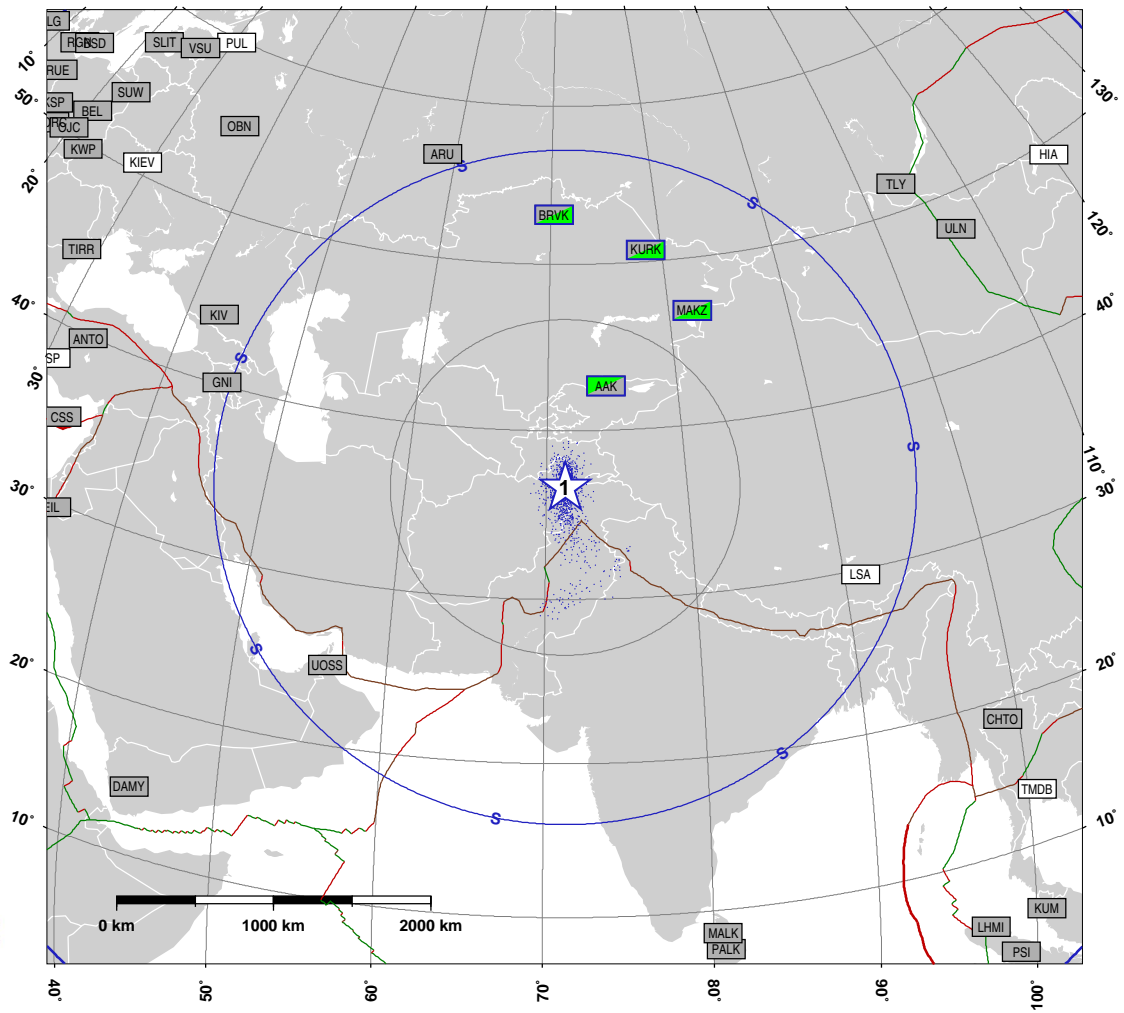 LG
RGN
BSD
SLIT
VSU
PUL
10°
RUE
130°
50°
SUW
KSP
BEL
OJC
OBN
KWP
KIEV
ARU
S
HIA
20°
TLY
S
BRVK
120°
ULN
TIRR
KURK
40°
KIV
MAKZ
40°
ANTO
SP
S
30°
GNI
AAK
CSS
S
110°
1
30°
30°
EIL
LSA
S
UOSS
20°
20°
CHTO
S
DAMY
TMDB
10°
S
10°
0 km
1000 km
2000 km
KUM
LHMI
MALK
PALK
PSI
40°
50°
60°
70°
80°
90°
100°